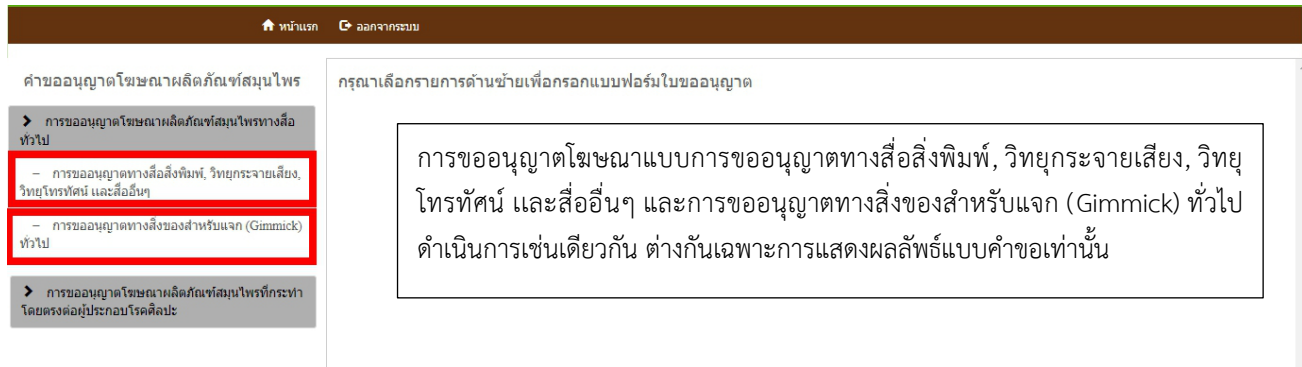 หน้าแรก ออกจากระบบ
คำขออนุญาตโฆษณาผลิตภัณฑ์สมุนไพร
กรุณาเลือกรายการด้านซ้ายเพื่อกรอกแบบฟอร์มใบขออนุญาต
การขออนุญาตโฆษณาผลิตภัณฑ์สมุนไพรทางสื่อ
ทั่วไป
– การขออนุญาตทางสื่อสิ่งพิมพ์, วิทยุกระจายเสียง,
วิทยุโทรทัศน์ และสื่ออื่นๆ
– การขออนุญาตทางสิ่งของสำหรับแจก (Gimmick)
ทั่วไป
การขออนุญาตโฆษณาผลิตภัณฑ์สมุนไพรที่กระทำ
โดยตรงต่อผู้ประกอบโรคศิลปะ
การขออนุญาตโฆษณาแบบการขออนุญาตทางสื่อสิ่งพิมพ์, วิทยุกระจายเสียง, วิทยุ
โทรทัศน์ และสื่ออื่นๆ และการขออนุญาตทางสิ่งของสำหรับแจก (Gimmick) ทั่วไป
ดำเนินการเช่นเดียวกัน ต่างกันเฉพาะการแสดงผลลัพธ์แบบคำขอเท่านั้น